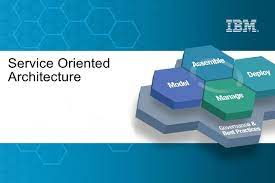 IBM
Service Oriented
Architecture
Assemble
Model
Deploy
Manage
Governance &
Best Practices